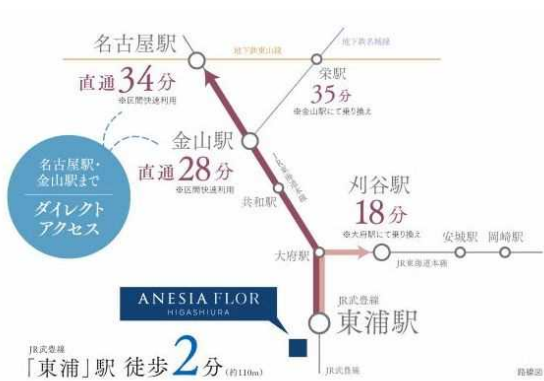 名古屋駅
地下鉄東山線
地下鉄名城線
直通34分
※区間快速利用
栄駅
35分
※金山駅にて乗り換え
金山駅
直通28分
※区間快速利用
名古屋駅・
金山駅まで
ダイレクト
アクセス
JR東海道本線
共和駅
刈谷駅
18分
※大府駅にて乗り換え
大府駅
安城駅
岡崎駅
JR東海道本線
ANESIA FLOR
HIGASHIURA
JR武豊線
東浦駅
JR武豊線
「東浦」駅 徒歩2分(約110m)
JR武豊線
路線図